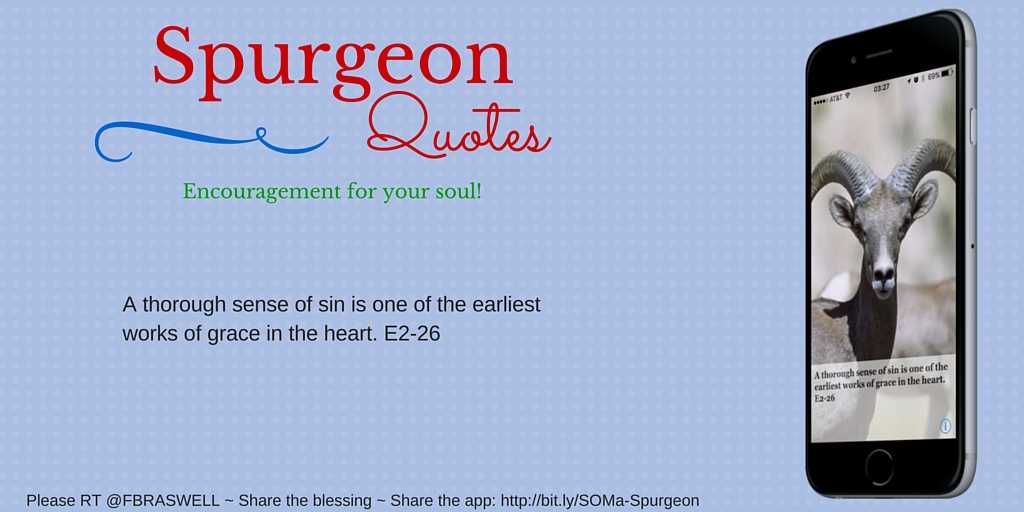 Spurgeon
Quotes
Encouragement for your soul!
A thorough sense of sin is one of the earliest
works of grace in the heart. E2-26
AT&T 03:27 69%
A thorough sense of sin is one of the
earliest works of grace in the heart.
E2-26
i
Please RT @FBRASWELL ~ Share the blessing ~ Share the app: http://bit.ly/SOMa-Spurgeon